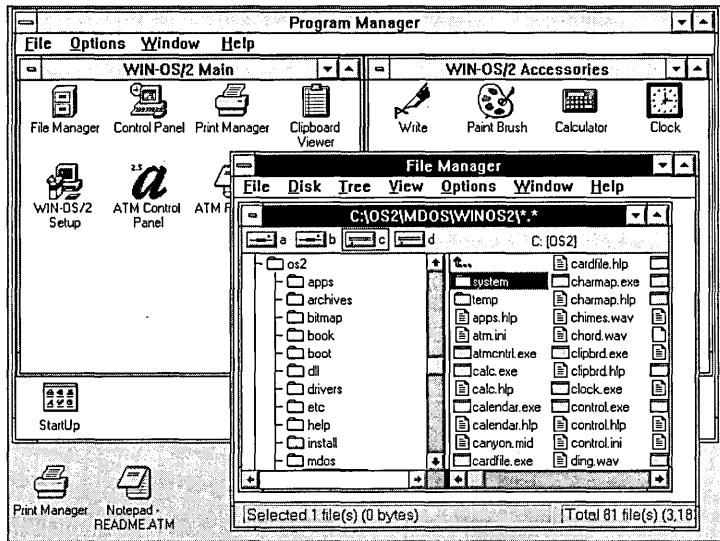 Program Manager
File Options Window Help
WIN-OS/2 Main
WIN-OS/2 Accessories
File Manager Control Panel Print Manager Clipboard Viewer
Write Paint Brush Calculator Clock
WIN-OS/2 Setup
ATM Control Panel
ATM
StartUp
Print Manager
Notepad - README.ATM
File Manager
File Disk Tree View Options Window Help
C:\OS2\MDOS\WINOS2\*.*
a b c d C: [OS2]
os2
apps
archives
bitmap
book
boot
dll
drivers
etc
help
install
mdos
t..
system
temp
apps.hlp
atm.ini
atmcntrl.exe
calc.exe
calc.hlp
calendar.exe
calendar.hlp
canyon.mid
cardfile.exe
cardfile.hlp
charmap.exe
charmap.hlp
chimes.wav
chord.wav
clipbrd.exe
clipbrd.hlp
clock.exe
control.exe
control.hlp
control.ini
ding.wav
Selected 1 file(s) (0 bytes)
Total 81 file(s) (3,18